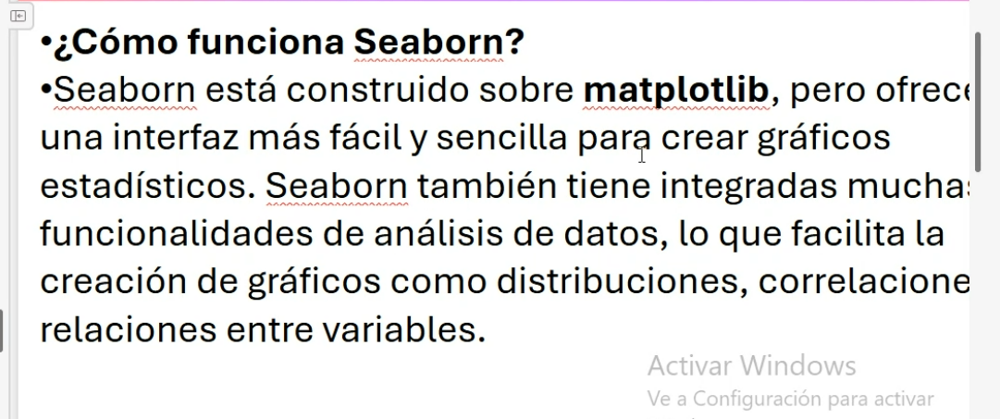 •¿Cómo funciona Seaborn?
•Seaborn está construido sobre matplotlib, pero ofrece
una interfaz más fácil y sencilla para crear gráficos
estadísticos. Seaborn también tiene integradas muchas
funcionalidades de análisis de datos, lo que facilita la
creación de gráficos como distribuciones, correlacione
relaciones entre variables.
Activar Windows
Ve a Configuración para activar